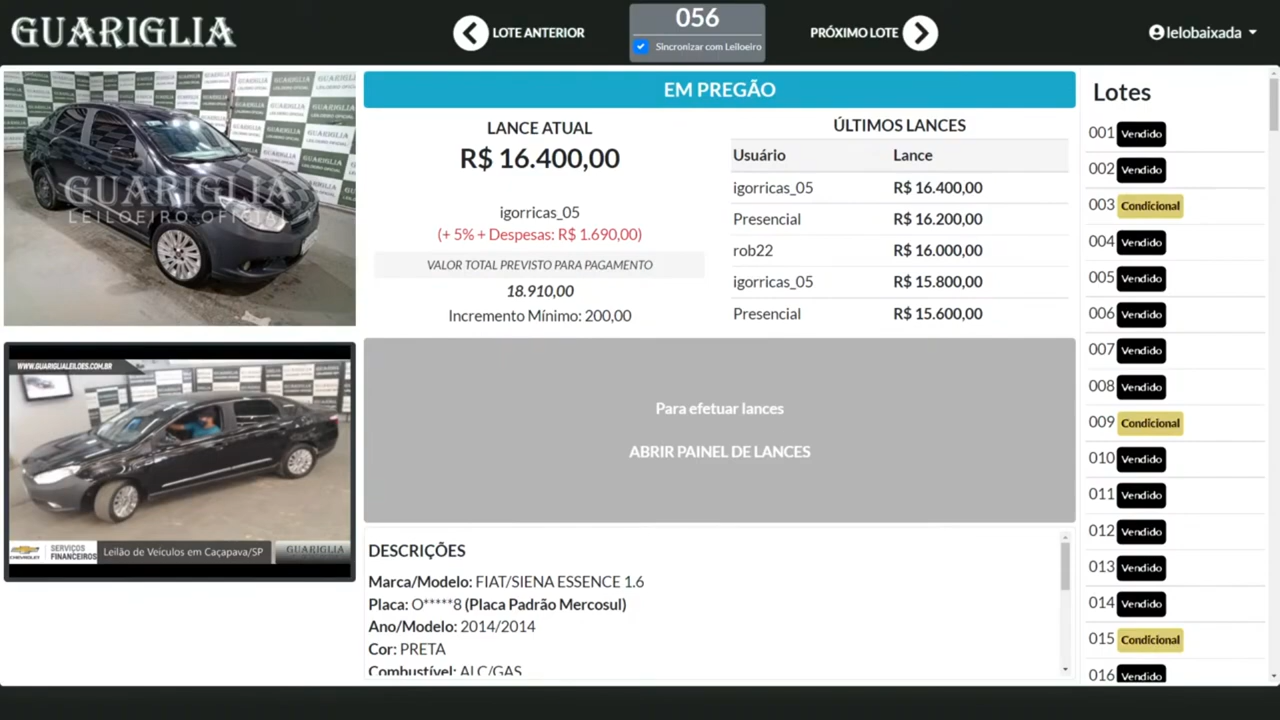 GUARIGLIA
LOTE ANTERIOR
056
Sincronizar com Leiloeiro
PRÓXIMO LOTE
lelobaixada
GUARIGLIA
LEILOEIRO OFICIAL
WWW.GUARIGLIALEILOES.COM.BR
CHEVROLET
SERVIÇOS
FINANCEIROS
Leilão de Veiculos em Caçapava/SP
GUARIGLIA
EM PREGÃO
LANCE ATUAL
R$ 16.400,00
igorricas_05
(+ 5% + Despesas: R$ 1.690,00)
VALOR TOTAL PREVISTO PARA PAGAMENTO
18.910,00
Incremento Mínimo: 200,00
ÚLTIMOS LANCES
Usuário Lance
igorricas_05 R$ 16.400,00
Presencial R$ 16.200,00
rob22 R$ 16.000,00
igorricas_05 R$ 15.800,00
Presencial R$ 15.600,00
Para efetuar lances
ABRIR PAINEL DE LANCES
DESCRIÇÕES
Marca/Modelo: FIAT/SIENA ESSENCE 1.6
Placa: O*****8 (Placa Padrão Mercosul)
Ano/Modelo: 2014/2014
Cor: PRETA
Combustível: ALC/GAS
Lotes
001 Vendido
002 Vendido
003 Condicional
004 Vendido
005 Vendido
006 Vendido
007 Vendido
008 Vendido
009 Condicional
010 Vendido
011 Vendido
012 Vendido
013 Vendido
014 Vendido
015 Condicional
016 Vendido